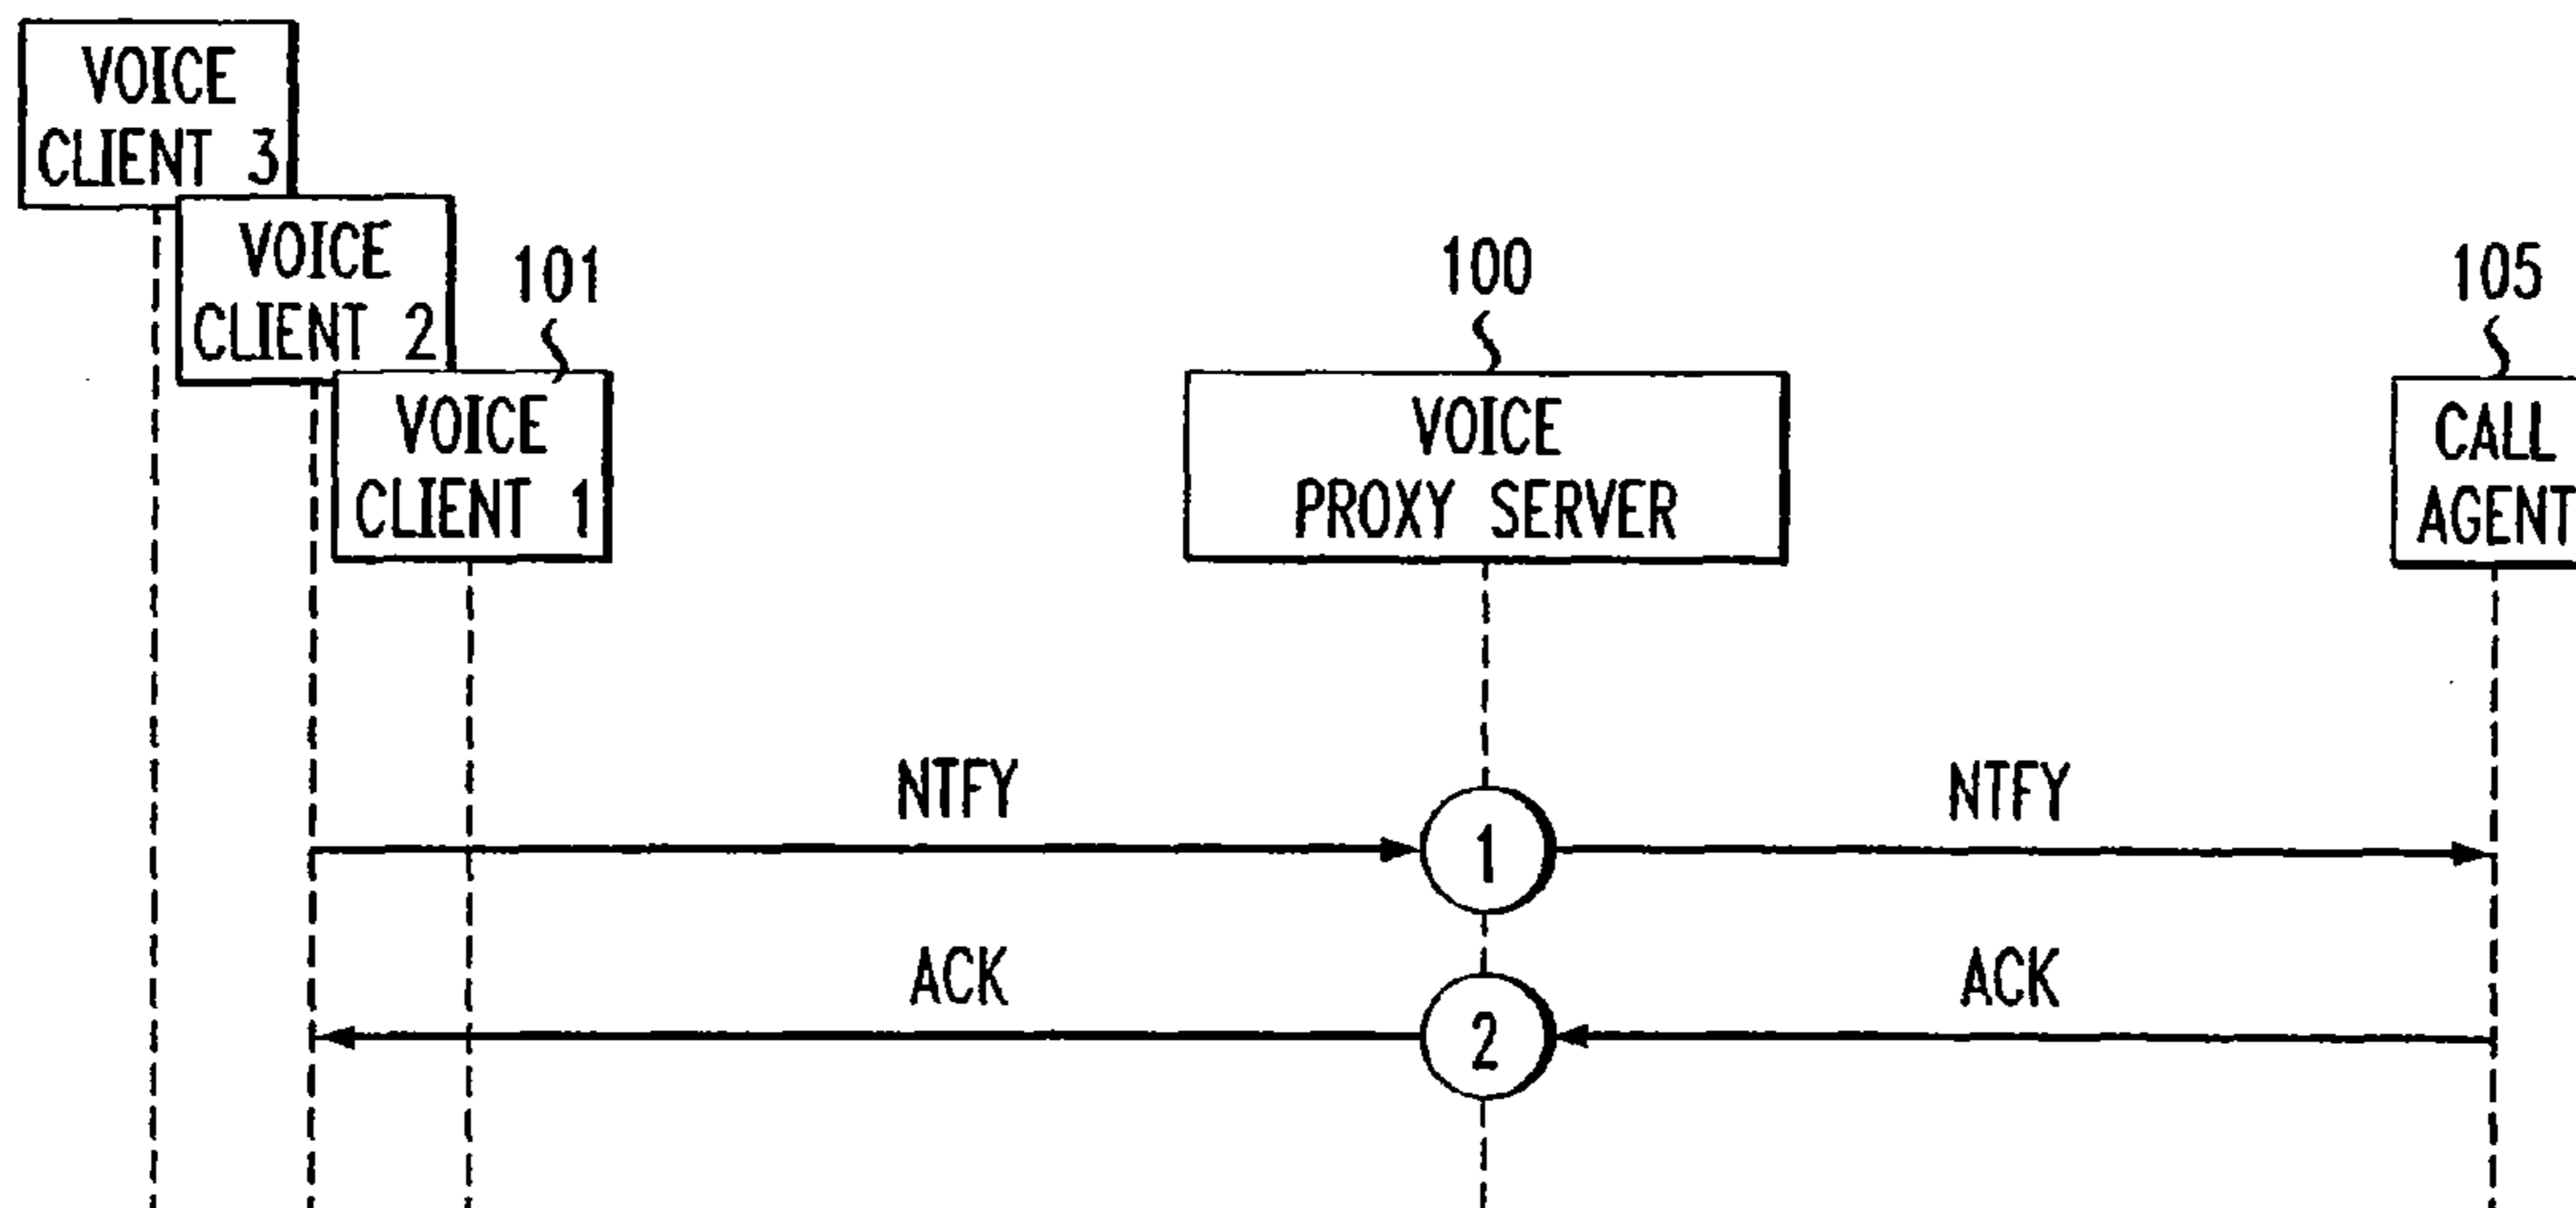 VOICE
CLIENT 3
VOICE
CLIENT 2
101
VOICE
CLIENT 1
100
VOICE
PROXY SERVER
105
CALL
AGENT
NTFY
1
NTFY
ACK
2
ACK